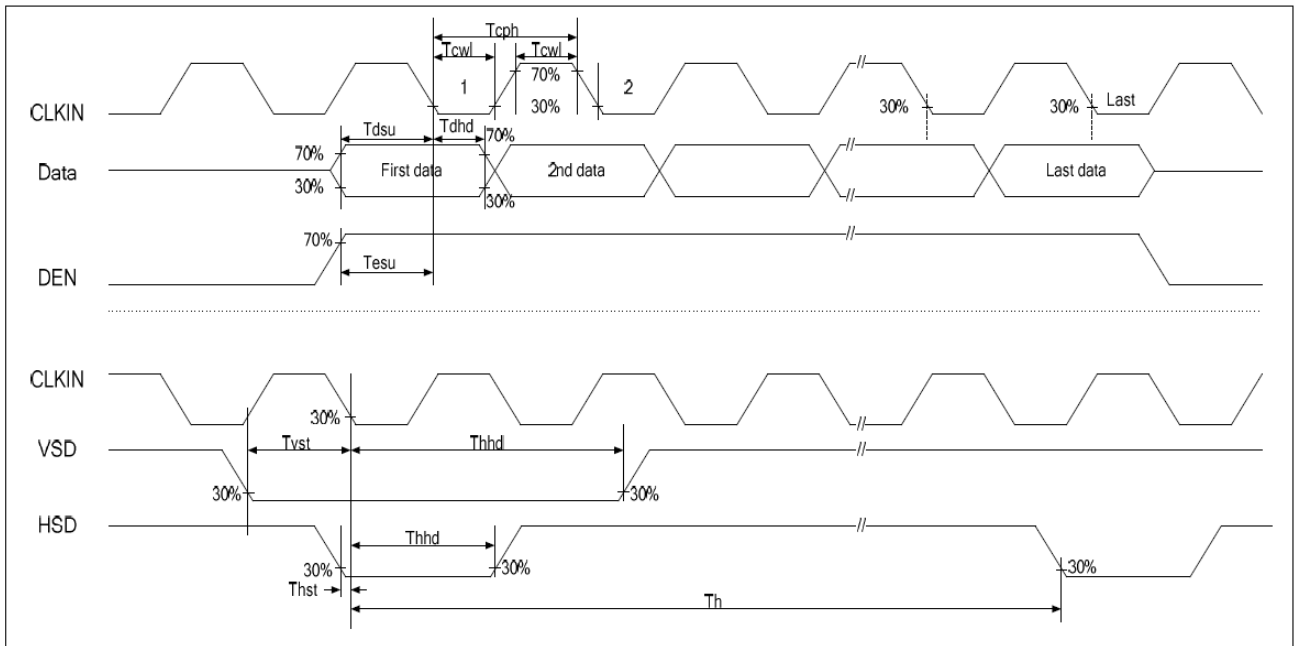 Tcph
Tcwl Tcwl
1 70% 2
30% 30% 30% Last
CLKIN
Tdsu Tdhd
70% 70%
Data First data 2nd data // Last data
30% 30%
70%
Tesu
DEN
CLKIN
30%
VSD Tvst Thhd
30% 30%
HSD
Thhd
30% 30% 30%
Thst
Th